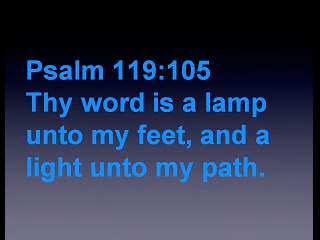 Psalm 119:105
Thy word is a lamp
unto my feet, and a
light unto my path.